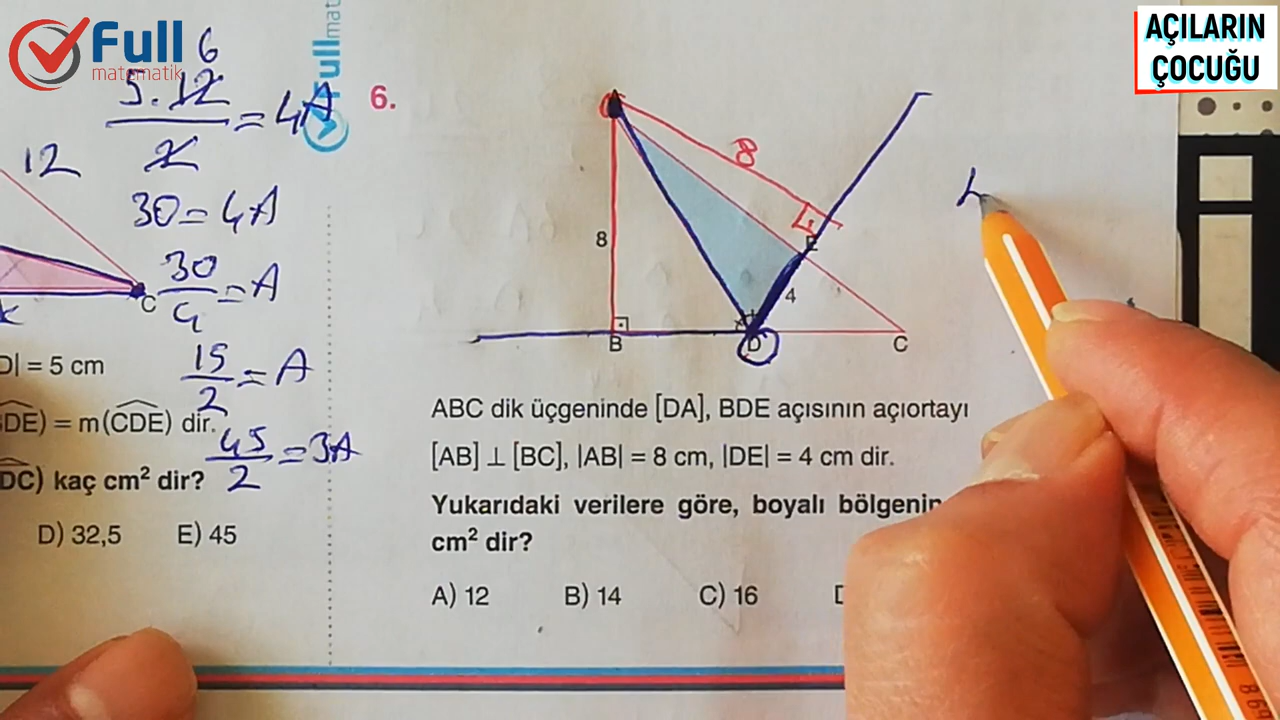 Full
matematik
AÇILARIN
ÇOCUĞU
Full
6
5.12
2
= 4A
12
30 = 4A
30
4
= A
C
D| = 5 cm
15
2
= A
DE) = m(CDE) dir.
45
2
= 3A
DC) kaç cm² dir?
D) 32,5 E) 45
6.
8
8
E
4
B D C
ABC dik üçgeninde [DA], BDE açısının açıortayı
[AB] ⊥ [BC], |AB| = 8 cm, |DE| = 4 cm dir.
Yukarıdaki verilere göre, boyalı bölgenin
cm² dir?
A) 12 B) 14 C) 16